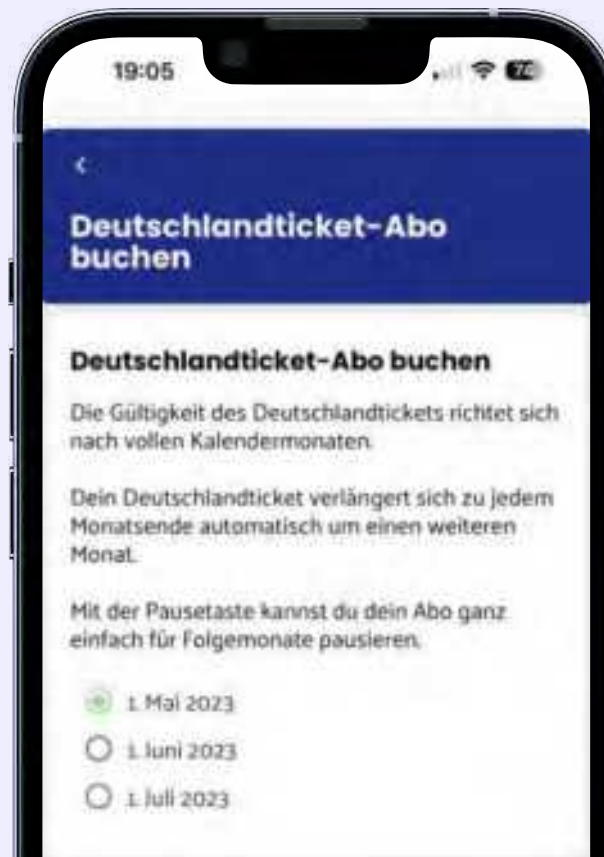 19:05
74
Deutschlandticket-Abo
buchen
Deutschlandticket-Abo buchen
Die Gültigkeit des Deutschlandtickets richtet sich
nach vollen Kalendermonaten.
Dein Deutschlandticket verlängert sich zu jedem
Monatsende automatisch um einen weiteren
Monat.
Mit der Pausetaste kannst du dein Abo ganz
einfach für Folgemonate pausieren.
1. Mai 2023
1. Juni 2023
1. Juli 2023